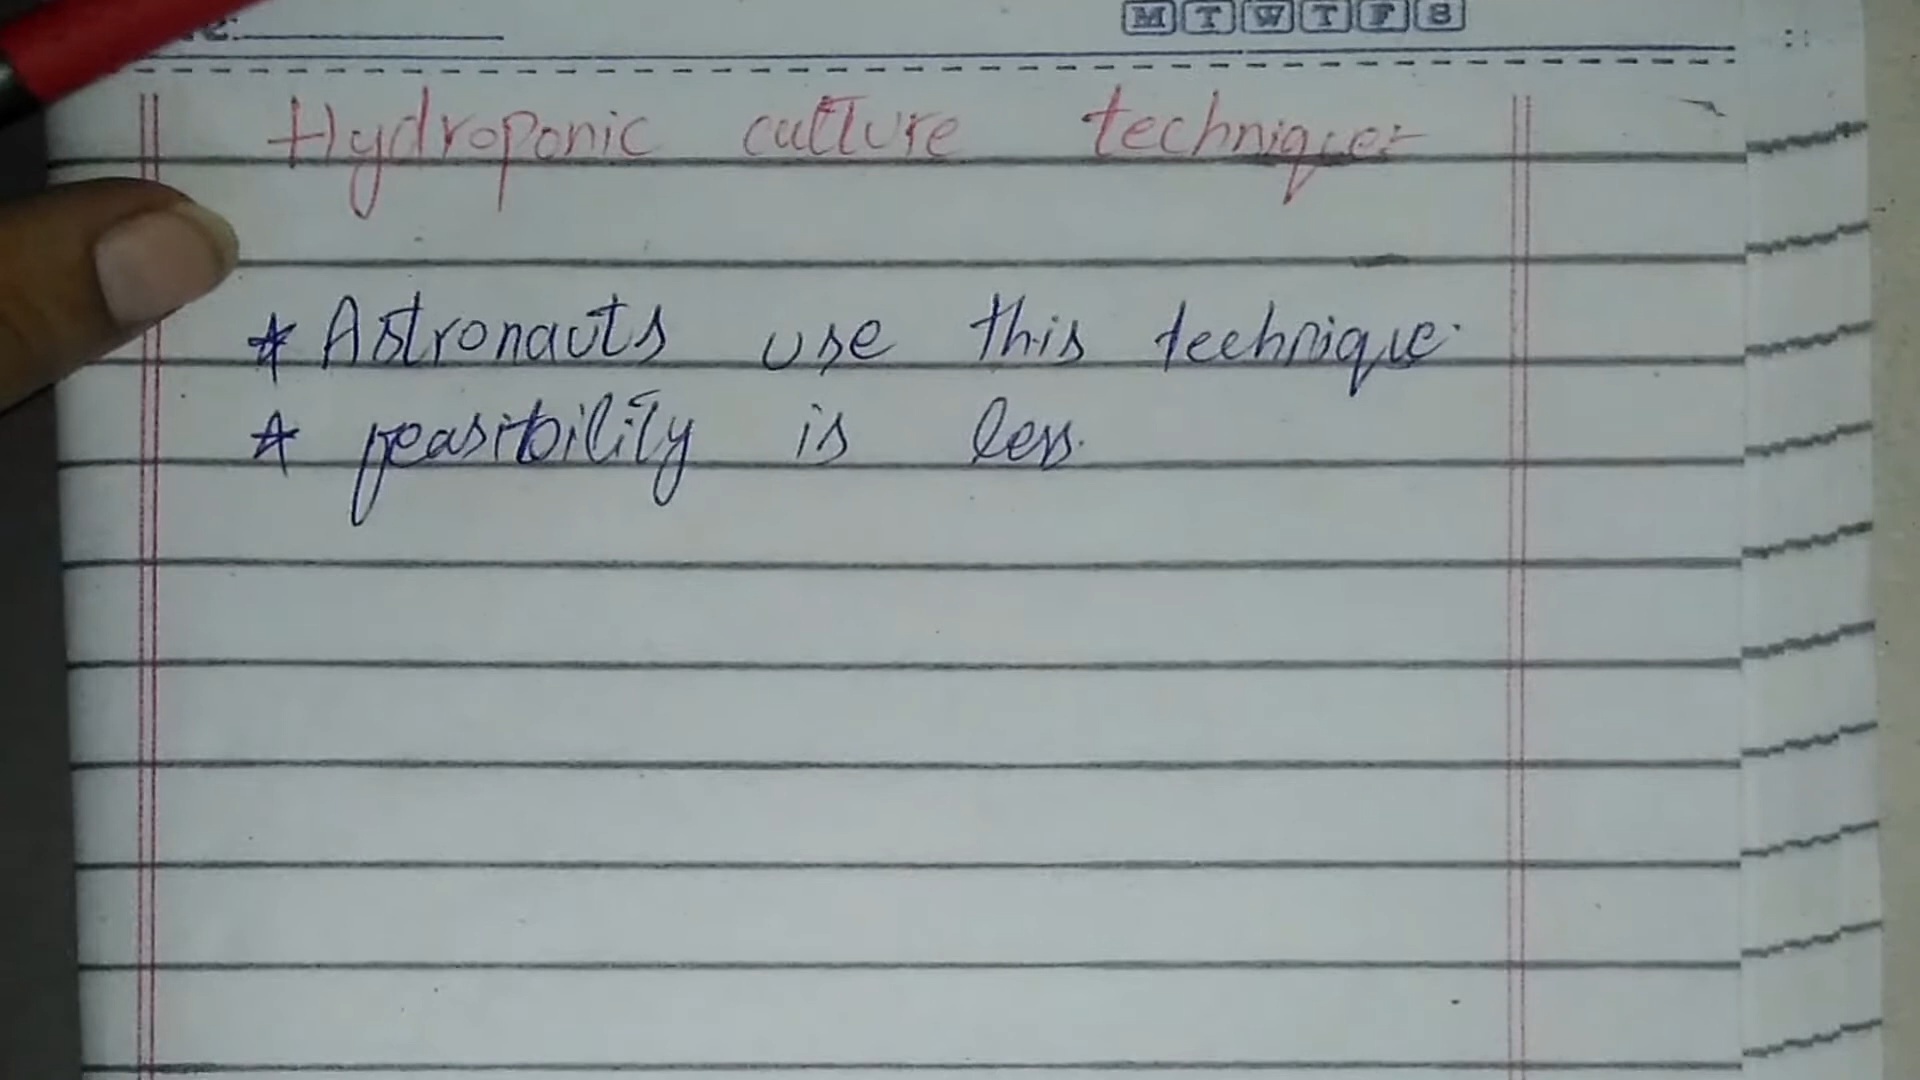 M T W T F S
Hydroponic culture technique:-
* Astronauts use this technique.
* feasibility is less.